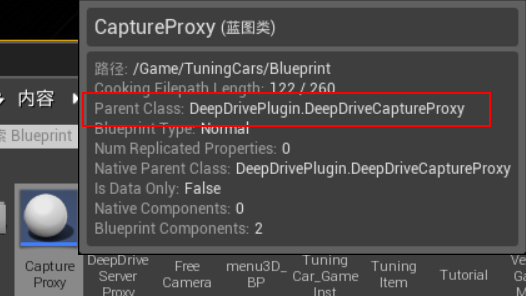 CaptureProxy (蓝图类)
路径: /Game/TuningCars/Blueprint
Cooking Filepath Length: 122 / 260
内容
Parent Class: DeepDrivePlugin.DeepDriveCaptureProxy
索 Blueprint
Blueprint Type: Normal
Num Replicated Properties: 0
Native Parent Class: DeepDrivePlugin.DeepDriveCaptureProxy
Is Data Only: False
Native Components: 0
Blueprint Components: 2
Capture
Proxy
DeepDrive
Server
Proxy
Free
Camera
menu3D_
BP
Tuning
Car_Game
Inst
Tuning
Item
Tutorial